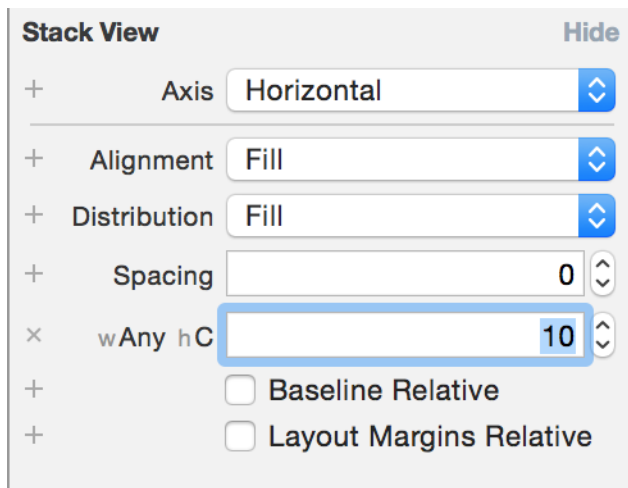 Stack View Hide
+ Axis Horizontal
+ Alignment Fill
+ Distribution Fill
+ Spacing 0
× wAny hC 10
+ Baseline Relative
+ Layout Margins Relative